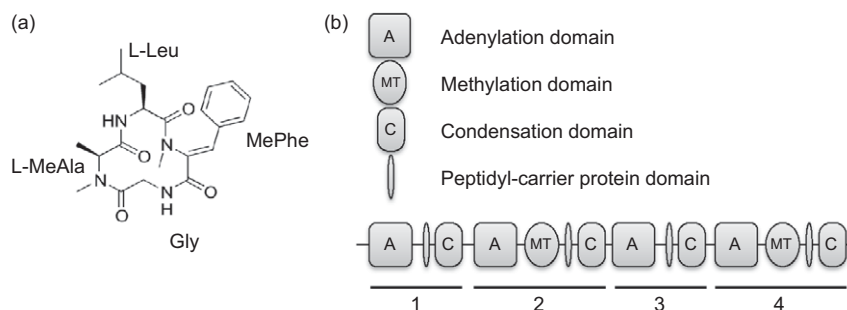 (a)
L-Leu
O
HN
N
MePhe
O
L-MeAla
N
N
H
O
O
Gly
(b)
A Adenylation domain
MT Methylation domain
C Condensation domain
Peptidyl-carrier protein domain
A C A MT C A C A MT C
1 2 3 4